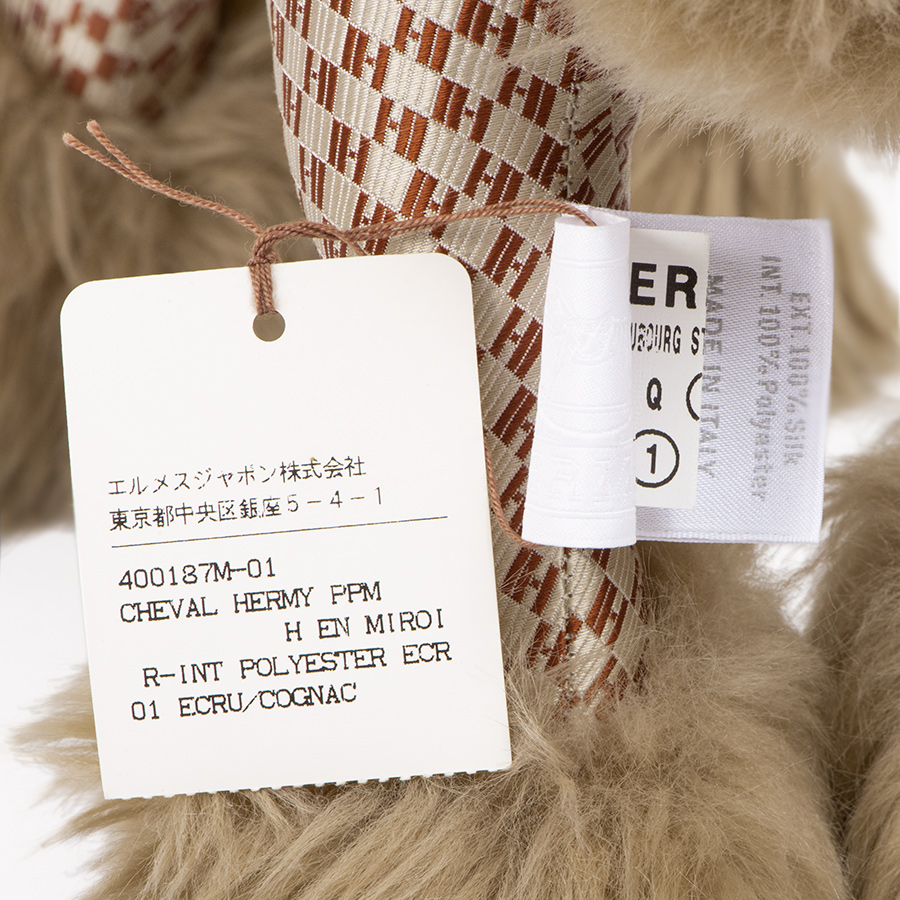 エルメスジャポン株式会社
東京都中央区銀座5-4-1
400187M-01
CHEVAL HERMY PPM
H EN MIROI
R-INT POLYESTER ECR
01 ECRU/COGNAC
ER
UBOURG ST
Q
1
MADE IN ITALY
INT. 100% Polyester
EXT. 100% Silk